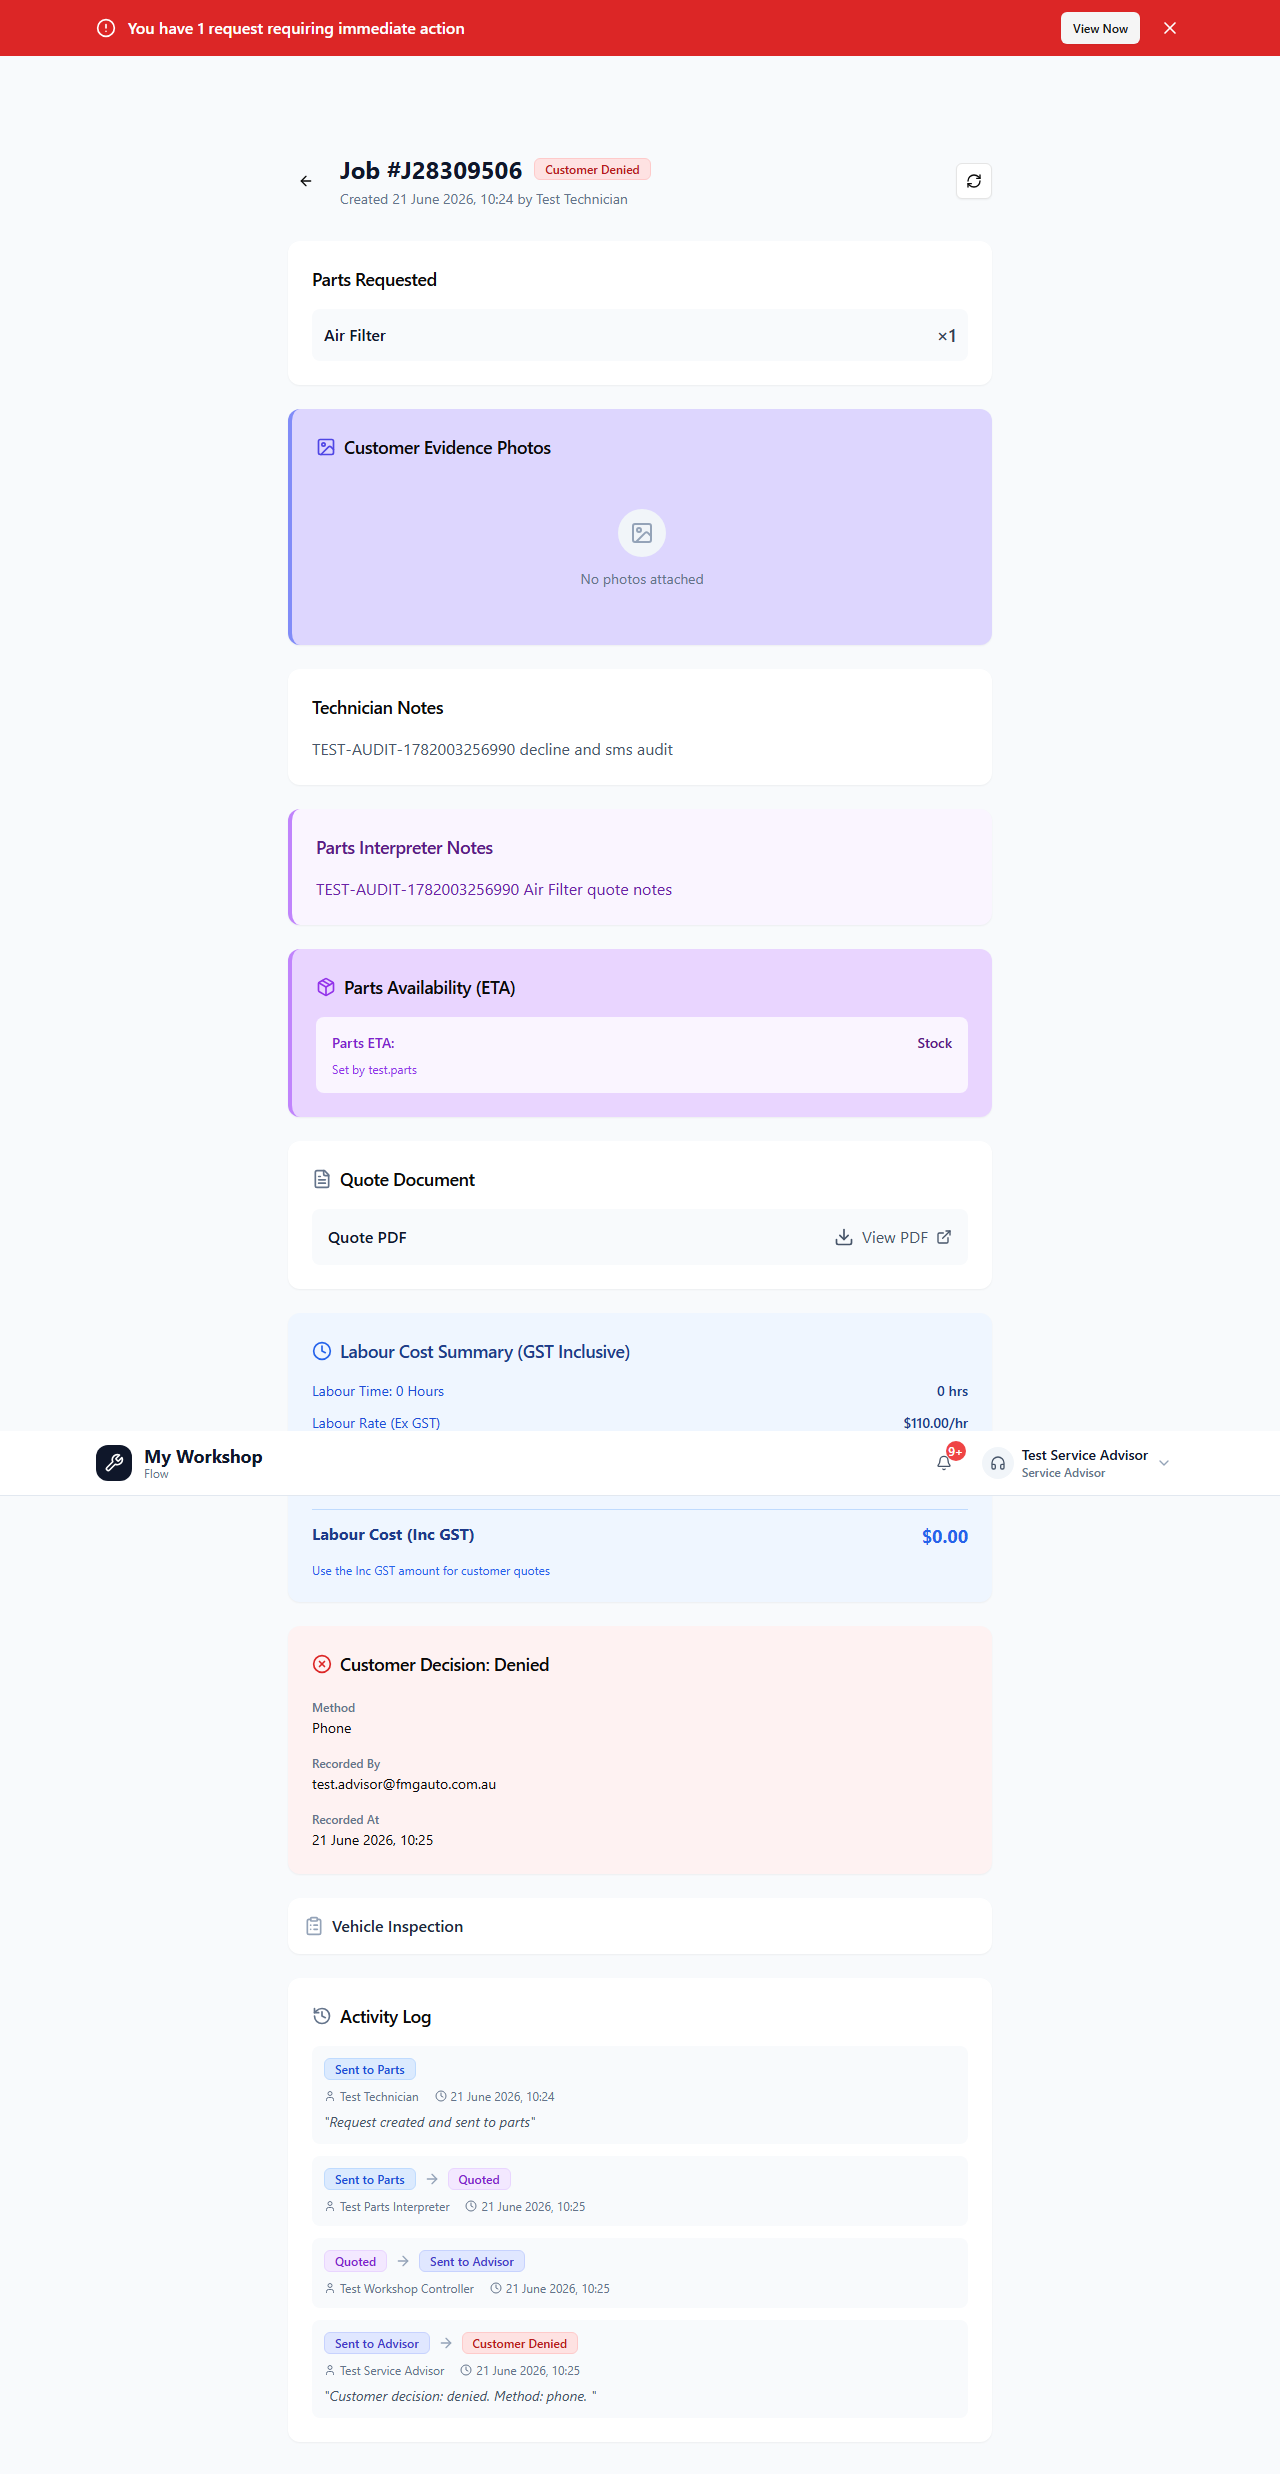 You have 1 request requiring immediate action
View Now
Job #J28309506
Customer Denied
Created 21 June 2026, 10:24 by Test Technician
Parts Requested
Air Filter
×1
Customer Evidence Photos
No photos attached
Technician Notes
TEST-AUDIT-1782003256990 decline and sms audit
Parts Interpreter Notes
TEST-AUDIT-1782003256990 Air Filter quote notes
Parts Availability (ETA)
Parts ETA:
Stock
Set by test.parts
Quote Document
Quote PDF
View PDF
Labour Cost Summary (GST Inclusive)
Labour Time: 0 Hours
0 hrs
Labour Rate (Ex GST)
$110.00/hr
My Workshop
Flow
9+
Test Service Advisor
Service Advisor
Labour Cost (Inc GST)
$0.00
Use the Inc GST amount for customer quotes
Customer Decision: Denied
Method
Phone
Recorded By
test.advisor@fmgauto.com.au
Recorded At
21 June 2026, 10:25
Vehicle Inspection
Activity Log
Sent to Parts
Test Technician
21 June 2026, 10:24
"Request created and sent to parts"
Sent to Parts
Quoted
Test Parts Interpreter
21 June 2026, 10:25
Quoted
Sent to Advisor
Test Workshop Controller
21 June 2026, 10:25
Sent to Advisor
Customer Denied
Test Service Advisor
21 June 2026, 10:25
"Customer decision: denied. Method: phone. "